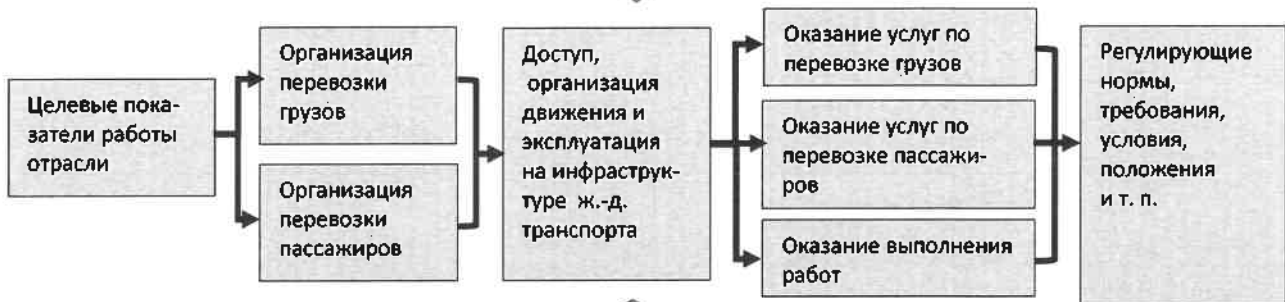 Целевые пока-
затели работы
отрасли
Организация
перевозки
грузов
Организация
перевозки
пассажиров
Доступ,
организация
движения и
эксплуатация
на инфраструк-
туре ж.-д.
транспорта
Оказание услуг по
перевозке грузов
Оказание услуг по
перевозке пассажи-
ров
Оказание выполнения
работ
Регулирующие
нормы,
требования,
условия,
положения
и т. п.